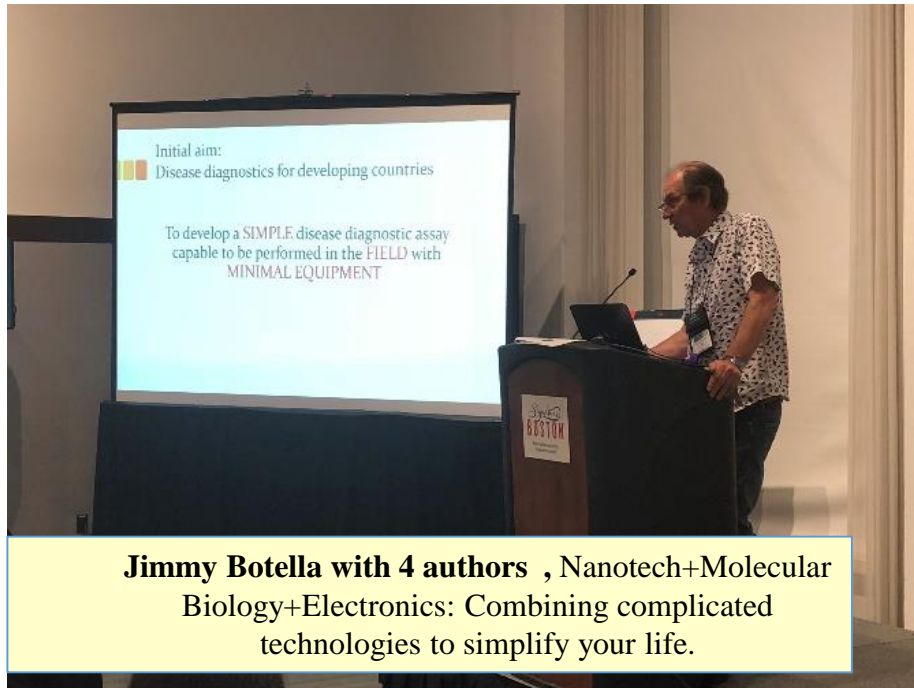 Initial aim:
Disease diagnostics for developing countries
To develop a SIMPLE disease diagnostic assay
capable to be performed in the FIELD with
MINIMAL EQUIPMENT
BOSTON
Jimmy Botella with 4 authors , Nanotech+Molecular
Biology+Electronics: Combining complicated
technologies to simplify your life.